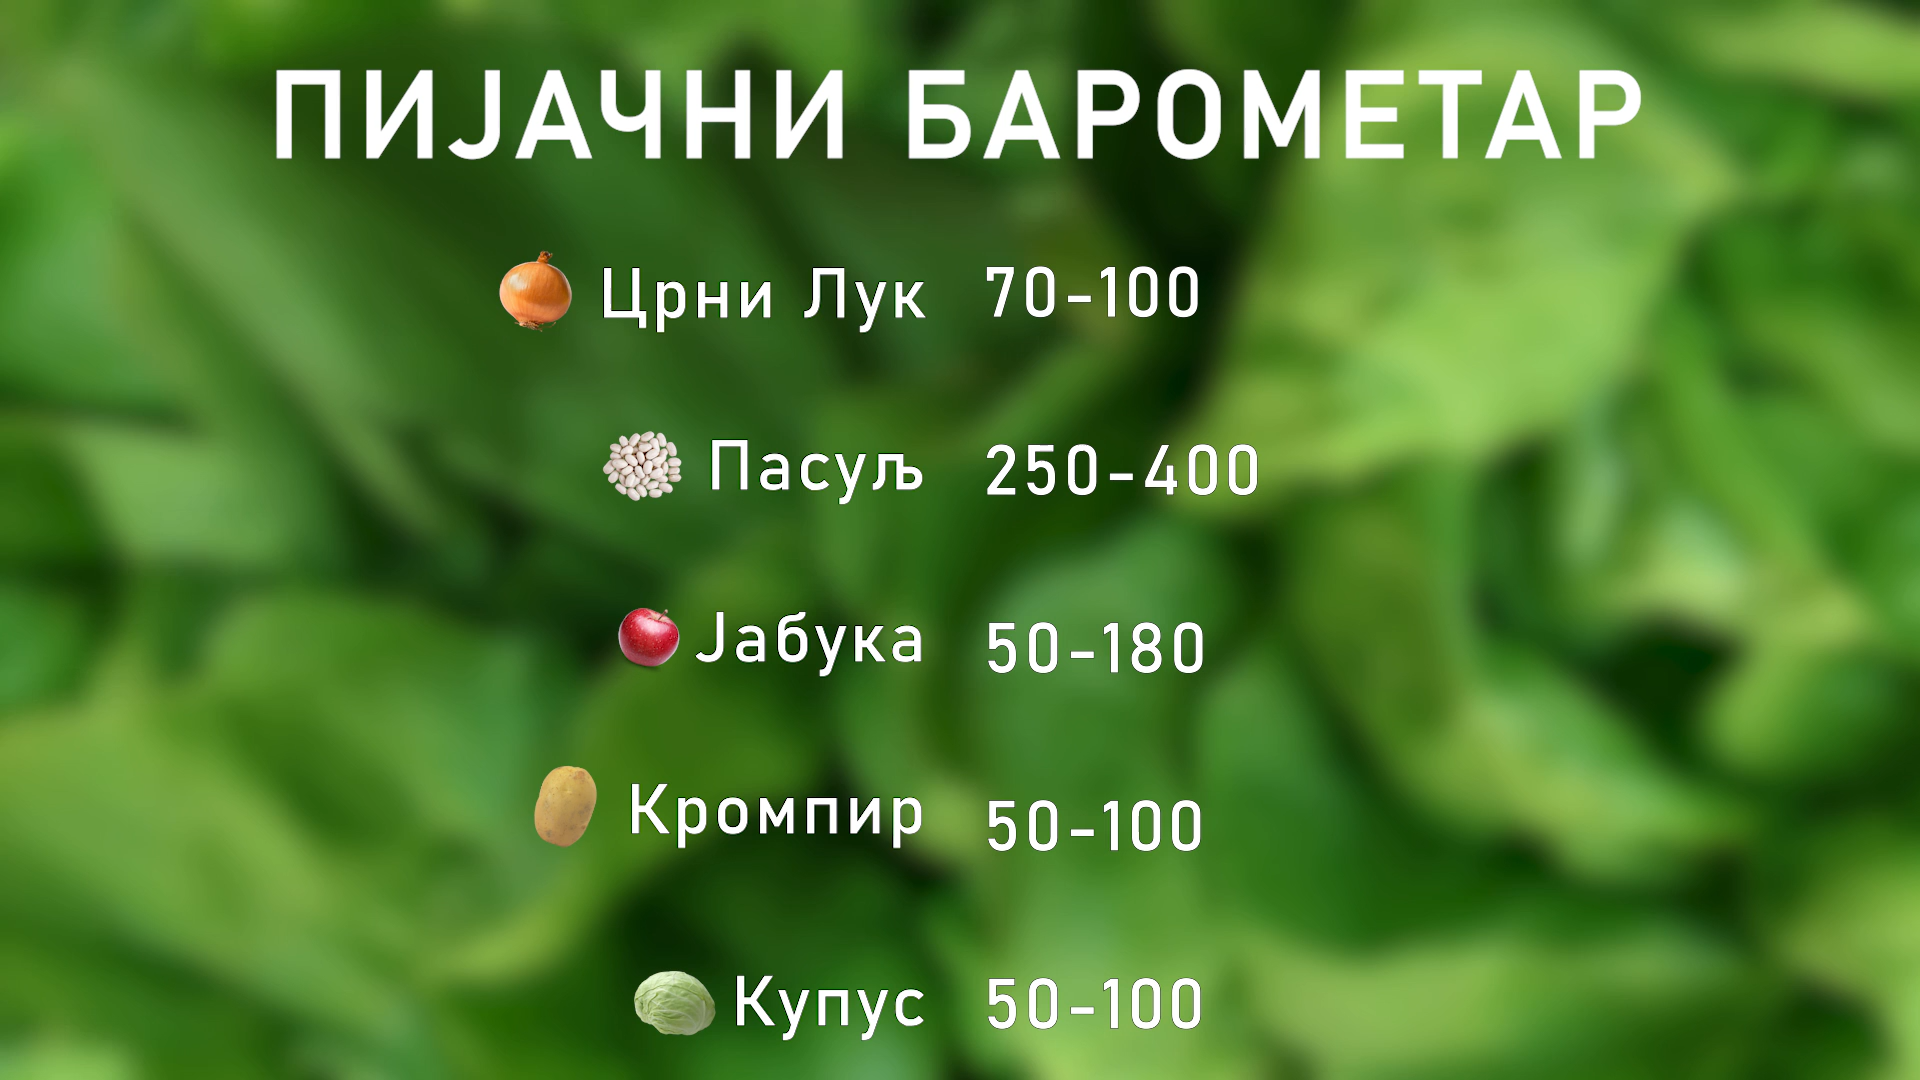 ПИЈАЧНИ БАРОМЕТАР
Црни Лук 70-100
Пасуљ 250-400
Јабука 50-180
Кромпир 50-100
Купус 50-100